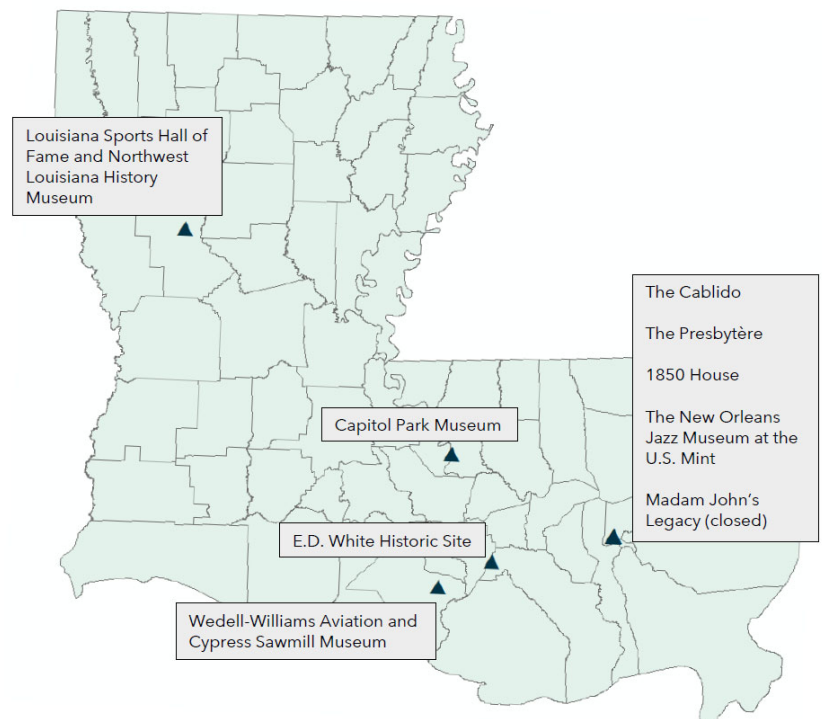 Louisiana Sports Hall of
Fame and Northwest
Louisiana History
Museum
The Cablido
The Presbytère
1850 House
The New Orleans
Jazz Museum at the
U.S. Mint
Madam John's
Legacy (closed)
Capitol Park Museum
E.D. White Historic Site
Wedell-Williams Aviation and
Cypress Sawmill Museum